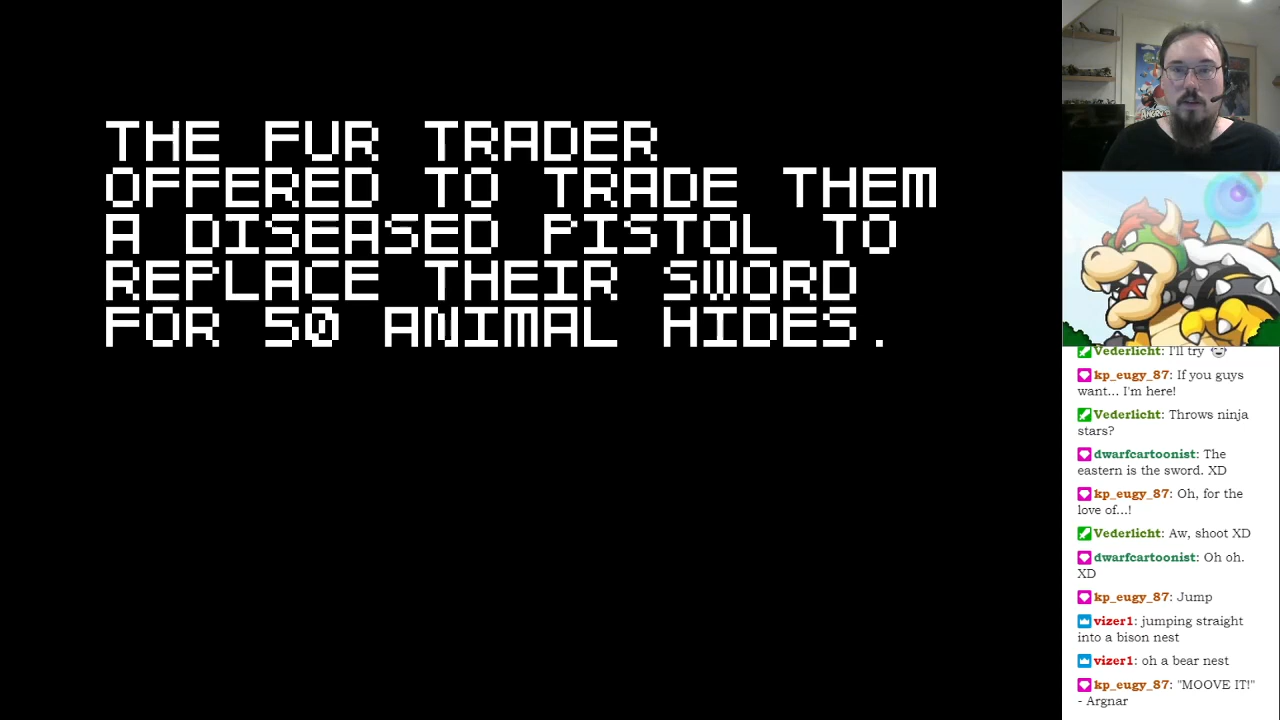 THE FUR TRADER
OFFERED TO TRADE THEM
A DISEASED PISTOL TO
REPLACE THEIR SWORD
FOR 50 ANIMAL HIDES.
Vederlicht: I'll try
kp_eugy_87: If you guys
want... I'm here!
Vederlicht: Throws ninja
stars?
dwarfcartoonist: The
eastern is the sword. XD
kp_eugy_87: Oh, for the
love of...!
Vederlicht: Aw, shoot XD
dwarfcartoonist: Oh oh.
XD
kp_eugy_87: Jump
vizer1: jumping straight
into a bison nest
vizer1: oh a bear nest
kp_eugy_87: "MOOVE IT!"
- Argnar